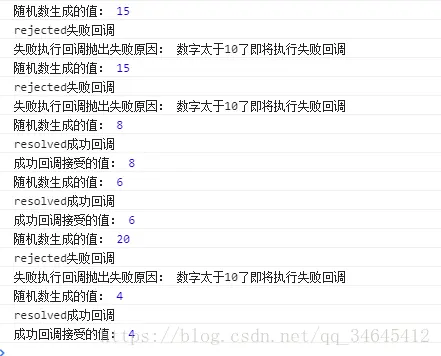 随机数生成的值： 15
rejected失败回调
失败执行回调抛出失败原因： 数字太于10了即将执行失败回调
随机数生成的值： 15
rejected失败回调
失败执行回调抛出失败原因： 数字太于10了即将执行失败回调
随机数生成的值： 8
resolved成功回调
成功回调接受的值： 8
随机数生成的值： 6
resolved成功回调
成功回调接受的值： 6
随机数生成的值： 20
rejected失败回调
失败执行回调抛出失败原因： 数字太于10了即将执行失败回调
随机数生成的值： 4
resolved成功回调
成功回调接受的值： 4
https://blog.csdn.net/qq_34645412